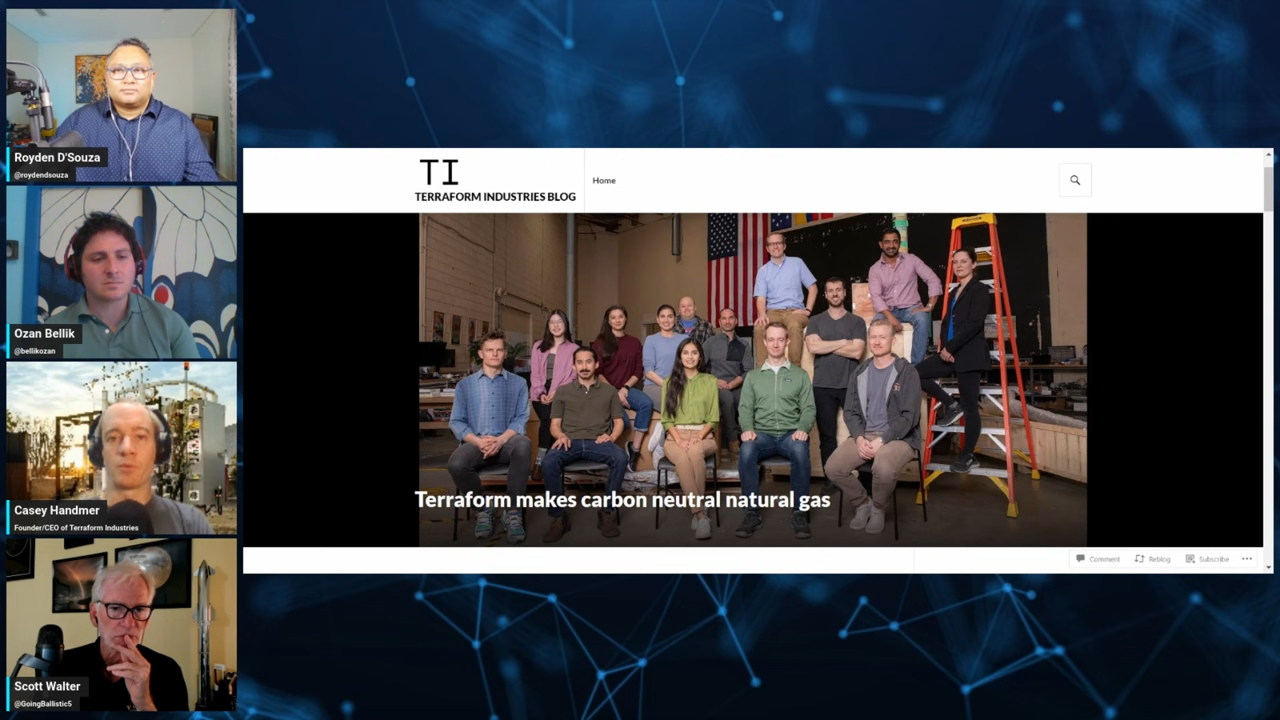 Royden D'Souza
@roydendsouza
Ozan Bellik
@bellikozan
Casey Handmer
Founder/CEO of Terraform Industries
Scott Walter
@GoingBallistic5
TI
TERRAFORM INDUSTRIES BLOG
Home
Terraform makes carbon neutral natural gas
Comment
Reblog
Subscribe